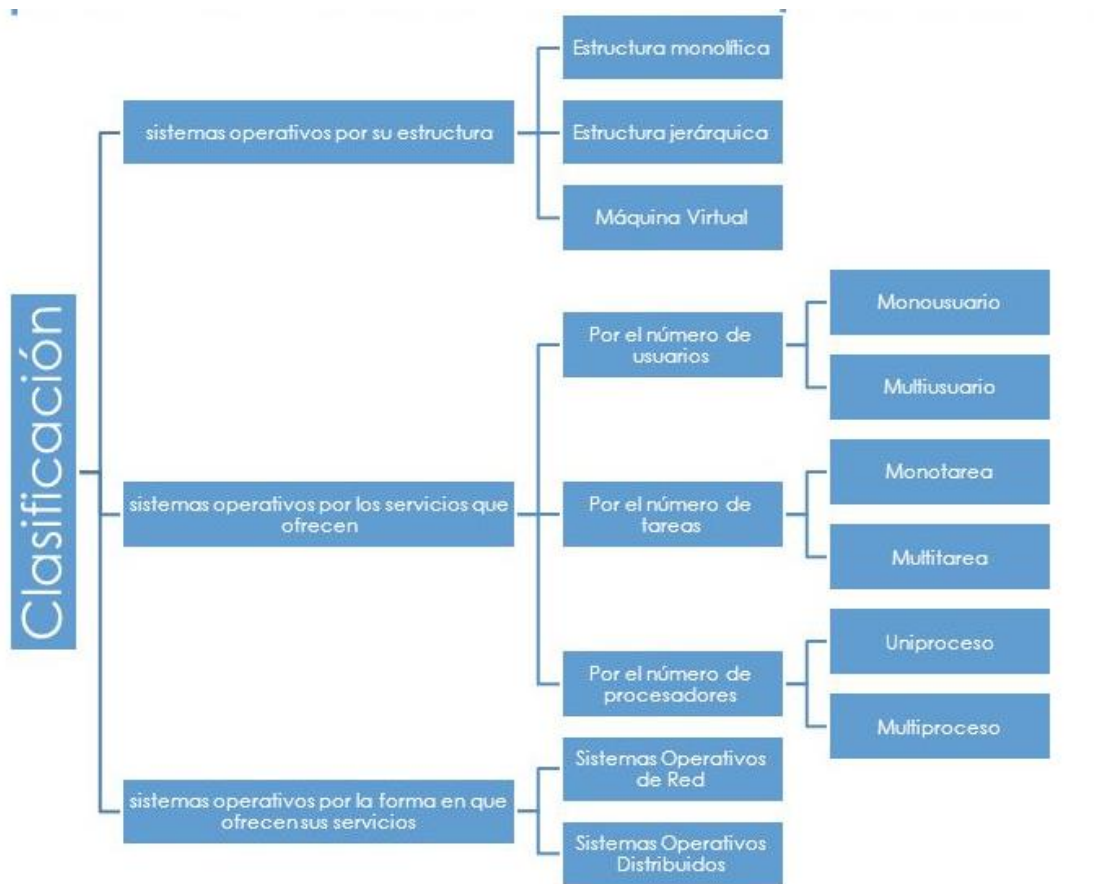 Clasificación
sistemas operativos por su estructura
Estructura monolítica
Estructura jerárquica
Máquina Virtual
sistemas operativos por los servicios que
ofrecen
Por el número de
usuarios
Monousuario
Multiusuario
Por el número de
tareas
Monotarea
Multitarea
Por el número de
procesadores
Uniproceso
Multiproceso
sistemas operativos por la forma en que
ofrecen sus servicios
Sistemas Operativos
de Red
Sistemas Operativos
Distribuidos